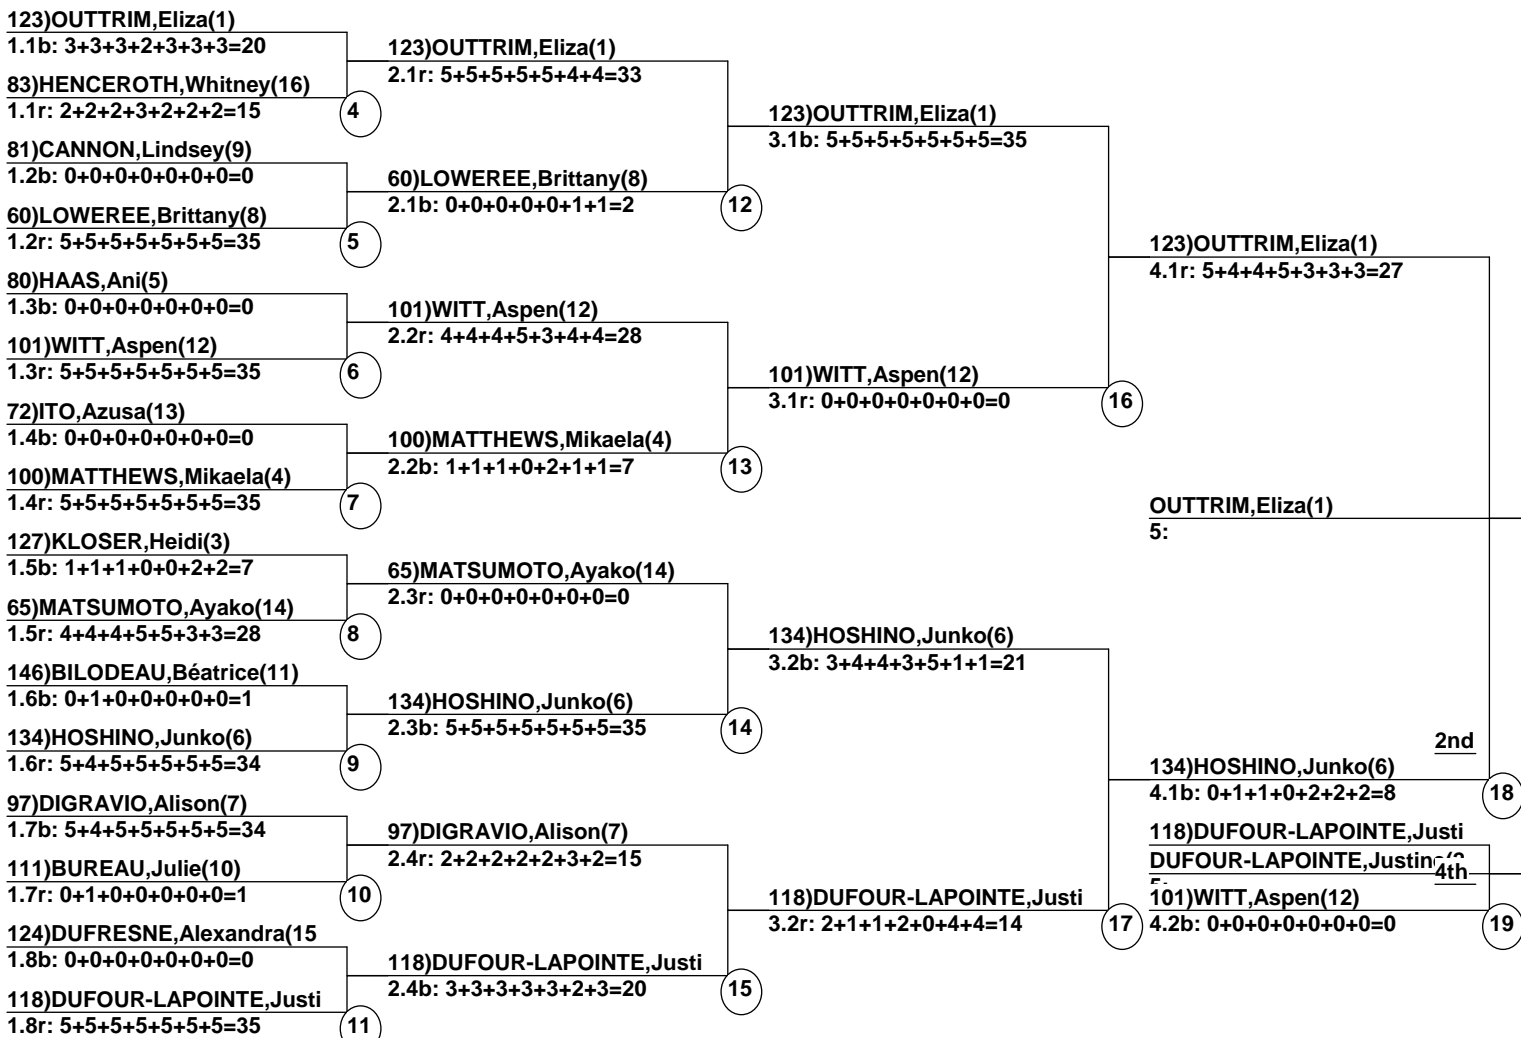 123)OUTTRIM,Eliza(1)
1.1b: 3+3+3+2+3+3+3=20
83)HENCEROTH,Whitney(16)
1.1r: 2+2+2+3+2+2+2=15
4
81)CANNON,Lindsey(9)
1.2b: 0+0+0+0+0+0+0=0
60)LOWEREE,Brittany(8)
1.2r: 5+5+5+5+5+5+5=35
5
80)HAAS,Ani(5)
1.3b: 0+0+0+0+0+0+0=0
101)WITT,Aspen(12)
1.3r: 5+5+5+5+5+5+5=35
6
72)ITO,Azusa(13)
1.4b: 0+0+0+0+0+0+0=0
100)MATTHEWS,Mikaela(4)
1.4r: 5+5+5+5+5+5+5=35
7
127)KLOSER,Heidi(3)
1.5b: 1+1+1+0+0+2+2=7
65)MATSUMOTO,Ayako(14)
1.5r: 4+4+4+5+5+3+3=28
8
146)BILODEAU,Béatrice(11)
1.6b: 0+1+0+0+0+0+0=1
134)HOSHINO,Junko(6)
1.6r: 5+4+5+5+5+5+5=34
9
97)DIGRAVIO,Alison(7)
1.7b: 5+4+5+5+5+5+5=34
111)BUREAU,Julie(10)
1.7r: 0+1+0+0+0+0+0=1
10
124)DUFRESNE,Alexandra(15
1.8b: 0+0+0+0+0+0+0=0
118)DUFOUR-LAPOINTE,Justi
1.8r: 5+5+5+5+5+5+5=35
11
123)OUTTRIM,Eliza(1)
2.1r: 5+5+5+5+5+4+4=33
60)LOWEREE,Brittany(8)
2.1b: 0+0+0+0+0+1+1=2
12
101)WITT,Aspen(12)
2.2r: 4+4+4+5+3+4+4=28
100)MATTHEWS,Mikaela(4)
2.2b: 1+1+1+0+2+1+1=7
13
65)MATSUMOTO,Ayako(14)
2.3r: 0+0+0+0+0+0+0=0
134)HOSHINO,Junko(6)
2.3b: 5+5+5+5+5+5+5=35
14
97)DIGRAVIO,Alison(7)
2.4r: 2+2+2+2+2+3+2=15
118)DUFOUR-LAPOINTE,Justi
2.4b: 3+3+3+3+3+2+3=20
15
123)OUTTRIM,Eliza(1)
3.1b: 5+5+5+5+5+5+5=35
101)WITT,Aspen(12)
3.1r: 0+0+0+0+0+0+0=0
16
134)HOSHINO,Junko(6)
3.2b: 3+4+4+3+5+1+1=21
118)DUFOUR-LAPOINTE,Justi
3.2r: 2+1+1+2+0+4+4=14
17
123)OUTTRIM,Eliza(1)
4.1r: 5+4+4+5+3+3+3=27
OUTTRIM,Eliza(1)
5:
2nd
134)HOSHINO,Junko(6)
4.1b: 0+1+1+0+2+2+2=8
18
118)DUFOUR-LAPOINTE,Justi
DUFOUR-LAPOINTE,Justine
4th
101)WITT,Aspen(12)
4.2b: 0+0+0+0+0+0+0=0
19